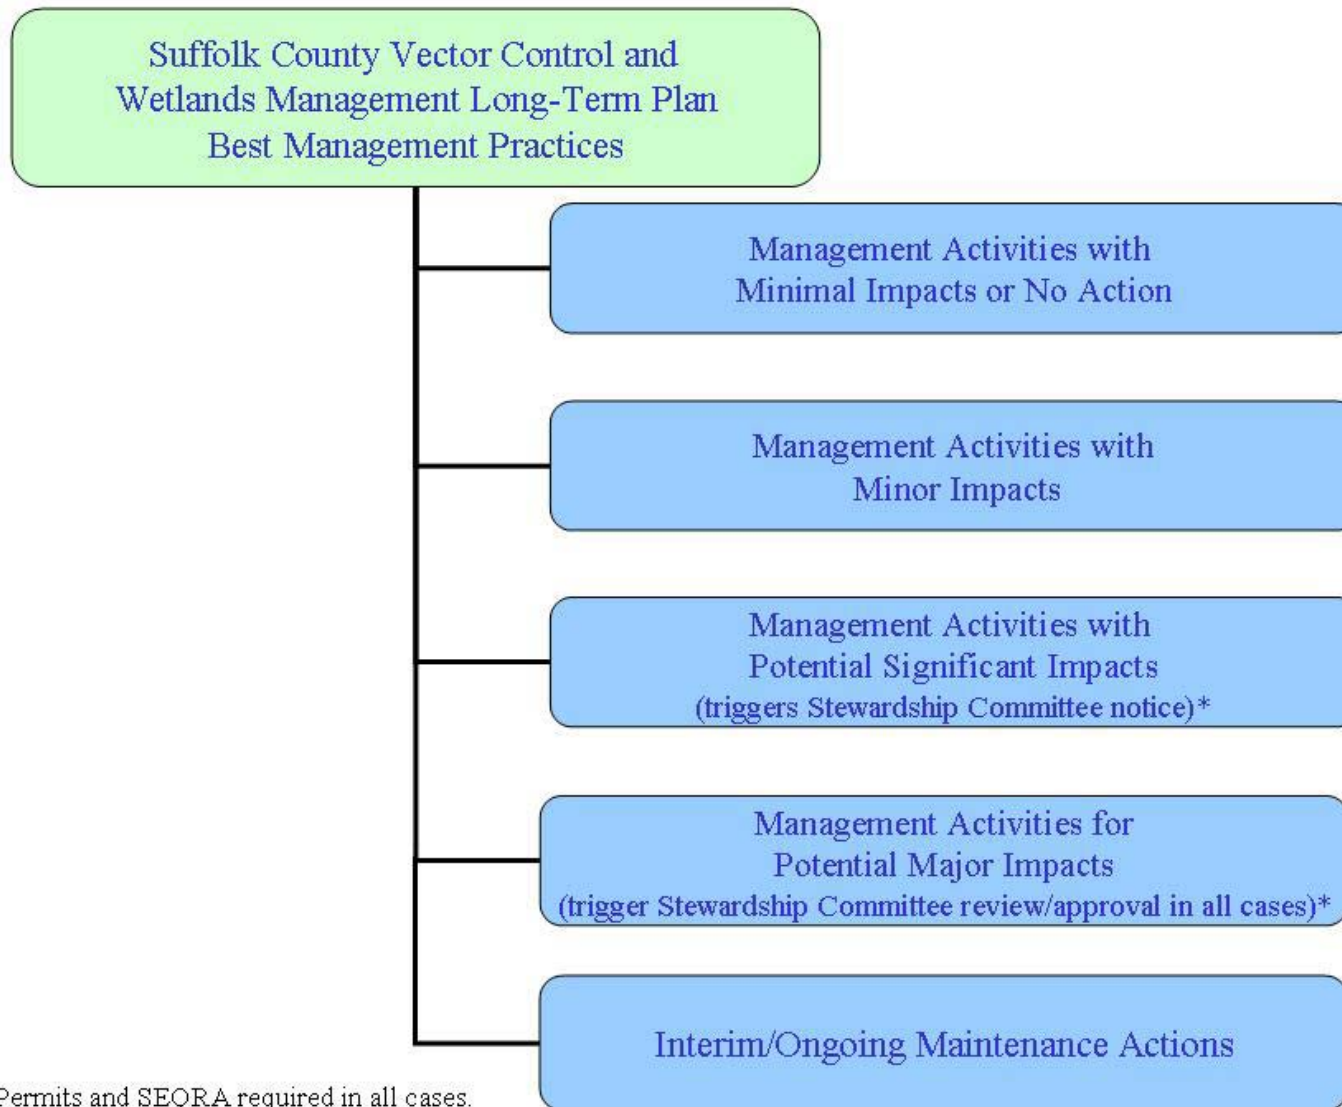 Suffolk County Vector Control and
Wetlands Management Long-Term Plan
Best Management Practices
Management Activities with
Minimal Impacts or No Action
Management Activities with
Minor Impacts
Management Activities with
Potential Significant Impacts
(triggers Stewardship Committee notice)*
Management Activities for
Potential Major Impacts
(trigger Stewardship Committee review/approval in all cases)*
Interim/Ongoing Maintenance Actions
Permits and SEQRA required in all cases.